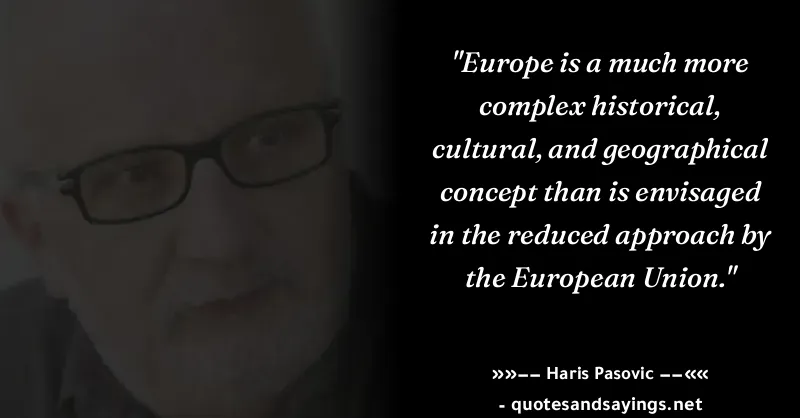 "Europe is a much more
complex historical,
cultural, and geographical
concept than is envisaged
in the reduced approach by
the European Union."
»»−− Haris Pasovic −−««
- quotesandsayings.net